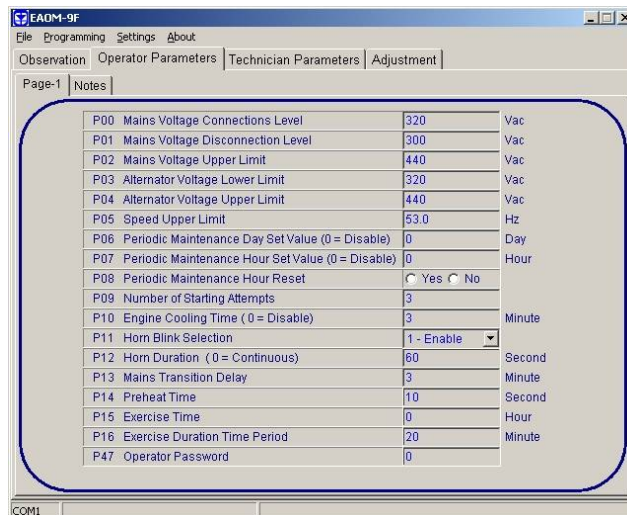 EAOM-9F
File Programming Settings About
Observation Operator Parameters Technician Parameters Adjustment
Page-1 Notes
P00 Mains Voltage Connections Level 320 Vac
P01 Mains Voltage Disconnection Level 300 Vac
P02 Mains Voltage Upper Limit 440 Vac
P03 Alternator Voltage Lower Limit 320 Vac
P04 Alternator Voltage Upper Limit 440 Vac
P05 Speed Upper Limit 53.0 Hz
P06 Periodic Maintenance Day Set Value (0 = Disable) 0 Day
P07 Periodic Maintenance Hour Set Value (0 = Disable) 0 Hour
P08 Periodic Maintenance Hour Reset Yes No
P09 Number of Starting Attempts 3
P10 Engine Cooling Time ( 0 = Disable) 3 Minute
P11 Horn Blink Selection 1 - Enable
P12 Horn Duration ( 0 = Continuous) 60 Second
P13 Mains Transition Delay 3 Minute
P14 Preheat Time 10 Second
P15 Exercise Time 0 Hour
P16 Exercise Duration Time Period 20 Minute
P47 Operator Password 0
COM1